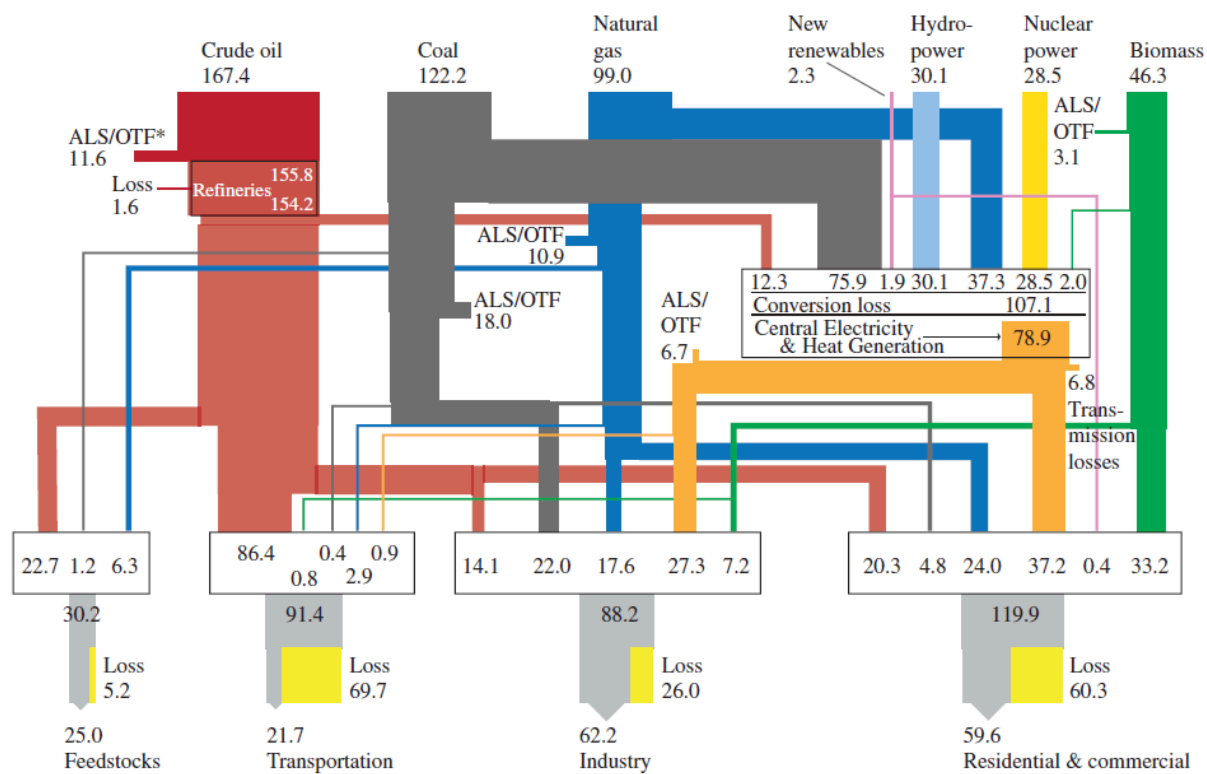 Crude oil
167.4
Coal
122.2
Natural
gas
99.0
New
renewables
2.3
Hydro-
power
30.1
Nuclear
power
28.5
Biomass
46.3
ALS/OTF*
11.6
Loss
1.6
Refineries
155.8
154.2
ALS/
OTF
3.1
ALS/OTF
10.9
ALS/OTF
18.0
ALS/
OTF
6.7
12.3 75.9 1.9 30.1 37.3 28.5 2.0
Conversion loss 107.1
Central Electricity
& Heat Generation
78.9
6.8
Trans-
mission
losses
22.7 1.2 6.3
86.4 0.4 0.9
0.8 2.9
14.1 22.0 17.6 27.3 7.2
20.3 4.8 24.0 37.2 0.4 33.2
30.2
91.4
88.2
119.9
Loss
5.2
Loss
69.7
Loss
26.0
Loss
60.3
25.0
Feedstocks
21.7
Transportation
62.2
Industry
59.6
Residential & commercial